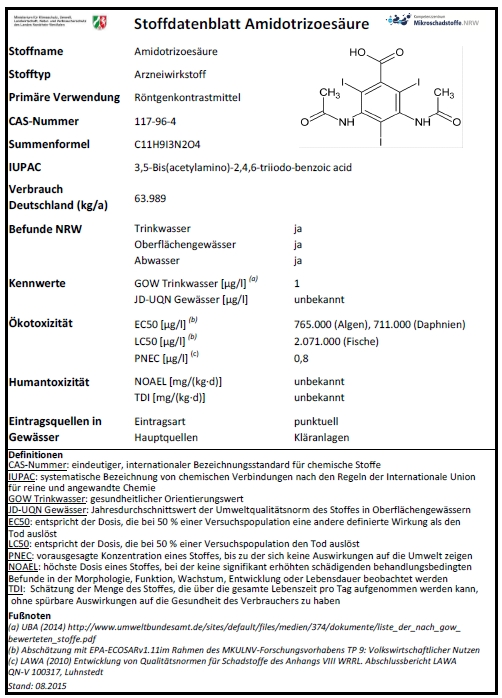 Ministerium für Klimaschutz, Umwelt,
Landwirtschaft, Natur- und Verbraucherschutz
des Landes Nordrhein-Westfalen
Stoffdatenblatt Amidotrizoesäure
Kompetenzzentrum
Mikroschadstoffe.NRW
Stoffname Amidotrizoesäure
Stofftyp Arzneiwirkstoff
Primäre Verwendung Röntgenkontrastmittel
CAS-Nummer 117-96-4
Summenformel C11H9I3N2O4
HO O
I I
CH3 CH3
O NH NH O
I
IUPAC 3,5-Bis(acetylamino)-2,4,6-triiodo-benzoic acid
Verbrauch
Deutschland (kg/a) 63.989
Befunde NRW Trinkwasser ja
Oberflächengewässer ja
Abwasser ja
Kennwerte GOW Trinkwasser [µg/l] (a) 1
JD-UQN Gewässer [µg/l] unbekannt
Ökotoxizität EC50 [µg/l] (b) 765.000 (Algen), 711.000 (Daphnien)
LC50 [µg/l] (b) 2.071.000 (Fische)
PNEC [µg/l] (c) 0,8
Humantoxizität NOAEL [mg/(kg·d)] unbekannt
TDI [mg/(kg·d)] unbekannt
Eintragsquellen in Eintragsart punktuell
Gewässer Hauptquellen Kläranlagen
Definitionen
CAS-Nummer: eindeutiger, internationaler Bezeichnungsstandard für chemische Stoffe
IUPAC: systematische Bezeichnung von chemischen Verbindungen nach den Regeln der Internationale Union
für reine und angewandte Chemie
GOW Trinkwasser: gesundheitlicher Orientierungswert
JD-UQN Gewässer: Jahresdurchschnittswert der Umweltqualitätsnorm des Stoffes in Oberflächengewässern
EC50: entspricht der Dosis, die bei 50 % einer Versuchspopulation eine andere definierte Wirkung als den
Tod auslöst
LC50: entspricht der Dosis, die bei 50 % einer Versuchspopulation den Tod auslöst
PNEC: vorausgesagte Konzentration eines Stoffes, bis zu der sich keine Auswirkungen auf die Umwelt zeigen
NOAEL: höchste Dosis eines Stoffes, bei der keine signifikant erhöhten schädigenden behandlungsbedingten
Befunde in der Morphologie, Funktion, Wachstum, Entwicklung oder Lebensdauer beobachtet werden
TDI: Schätzung der Menge des Stoffes, die über die gesamte Lebenszeit pro Tag aufgenommen werden kann,
ohne spürbare Auswirkungen auf die Gesundheit des Verbrauchers zu haben
Fußnoten
(a) UBA (2014) http://www.umweltbundesamt.de/sites/default/files/medien/374/dokumente/liste_der_nach_gow_
bewerteten_stoffe.pdf
(b) Abschätzung mit EPA-ECOSARv1.11im Rahmen des MKULNV-Forschungsvorhabens TP 9: Volkswirtschaftlicher Nutzen
(c) LAWA (2010) Entwicklung von Qualitätsnormen für Schadstoffe des Anhangs VIII WRRL. Abschlussbericht LAWA
QN-V 100317, Luhnstedt
Stand: 08.2015